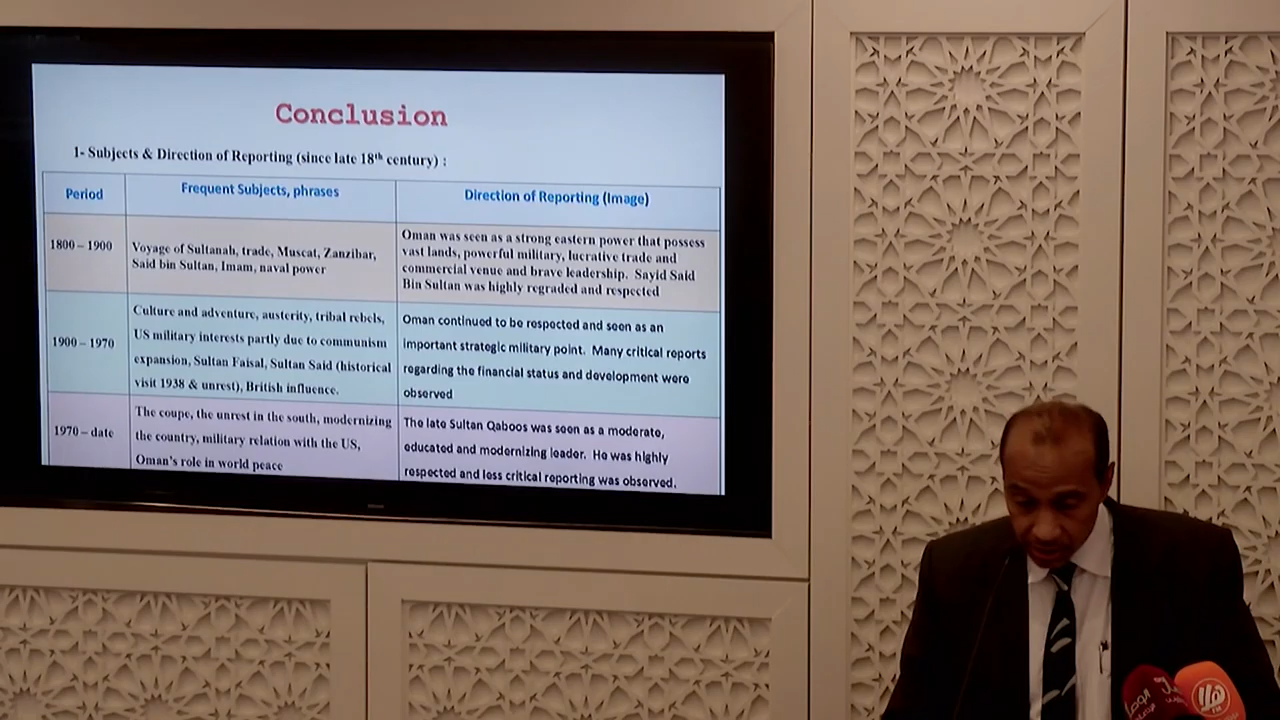 Conclusion
1- Subjects & Direction of Reporting (since late 18th century) :
Period
Frequent Subjects, phrases
Direction of Reporting (Image)
1800 – 1900
Voyage of Sultanah, trade, Muscat, Zanzibar,
Said bin Sultan, Imam, naval power
Oman was seen as a strong eastern power that possess
vast lands, powerful military, lucrative trade and
commercial venue and brave leadership. Sayid Said
Bin Sultan was highly regraded and respected
1900 – 1970
Culture and adventure, austerity, tribal rebels,
US military interests partly due to communism
expansion, Sultan Faisal, Sultan Said (historical
visit 1938 & unrest), British influence.
Oman continued to be respected and seen as an
important strategic military point. Many critical reports
regarding the financial status and development were
observed
1970 – date
The coupe, the unrest in the south, modernizing
the country, military relation with the US,
Oman's role in world peace
The late Sultan Qaboos was seen as a moderate,
educated and modernizing leader. He was highly
respected and less critical reporting was observed.
هلا
FM